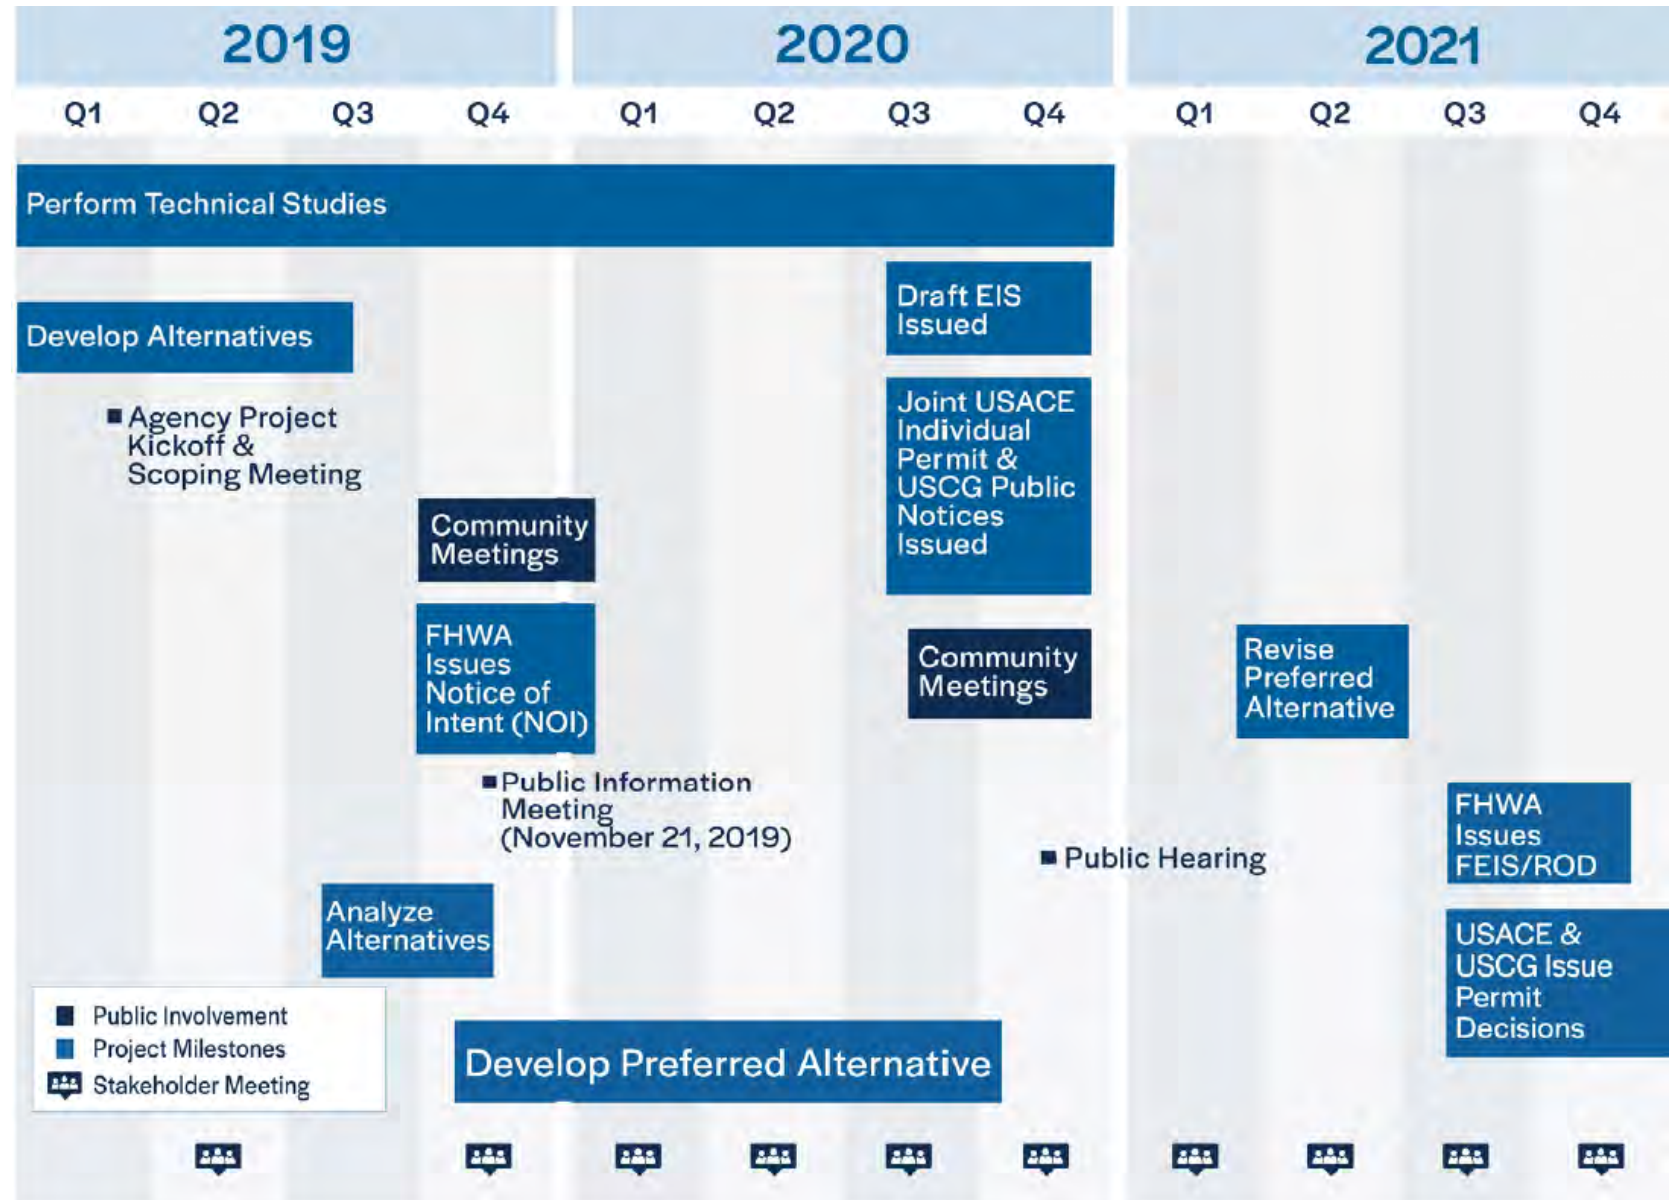 2019
2020
2021
Q1
Q2
Q3
Q4
Q1
Q2
Q3
Q4
Q1
Q2
Q3
Q4
Perform Technical Studies
Draft EIS
Issued
Develop Alternatives
Joint USACE
Individual
Permit &
USCG Public
Notices
Issued
Agency Project
Kickoff &
Scoping Meeting
Community
Meetings
FHWA
Issues
Notice of
Intent (NOI)
Community
Meetings
Revise
Preferred
Alternative
Public Information
Meeting
(November 21, 2019)
Public Hearing
FHWA
Issues
FEIS/ROD
Analyze
Alternatives
USACE &
USCG Issue
Permit
Decisions
Public Involvement
Project Milestones
Stakeholder Meeting
Develop Preferred Alternative